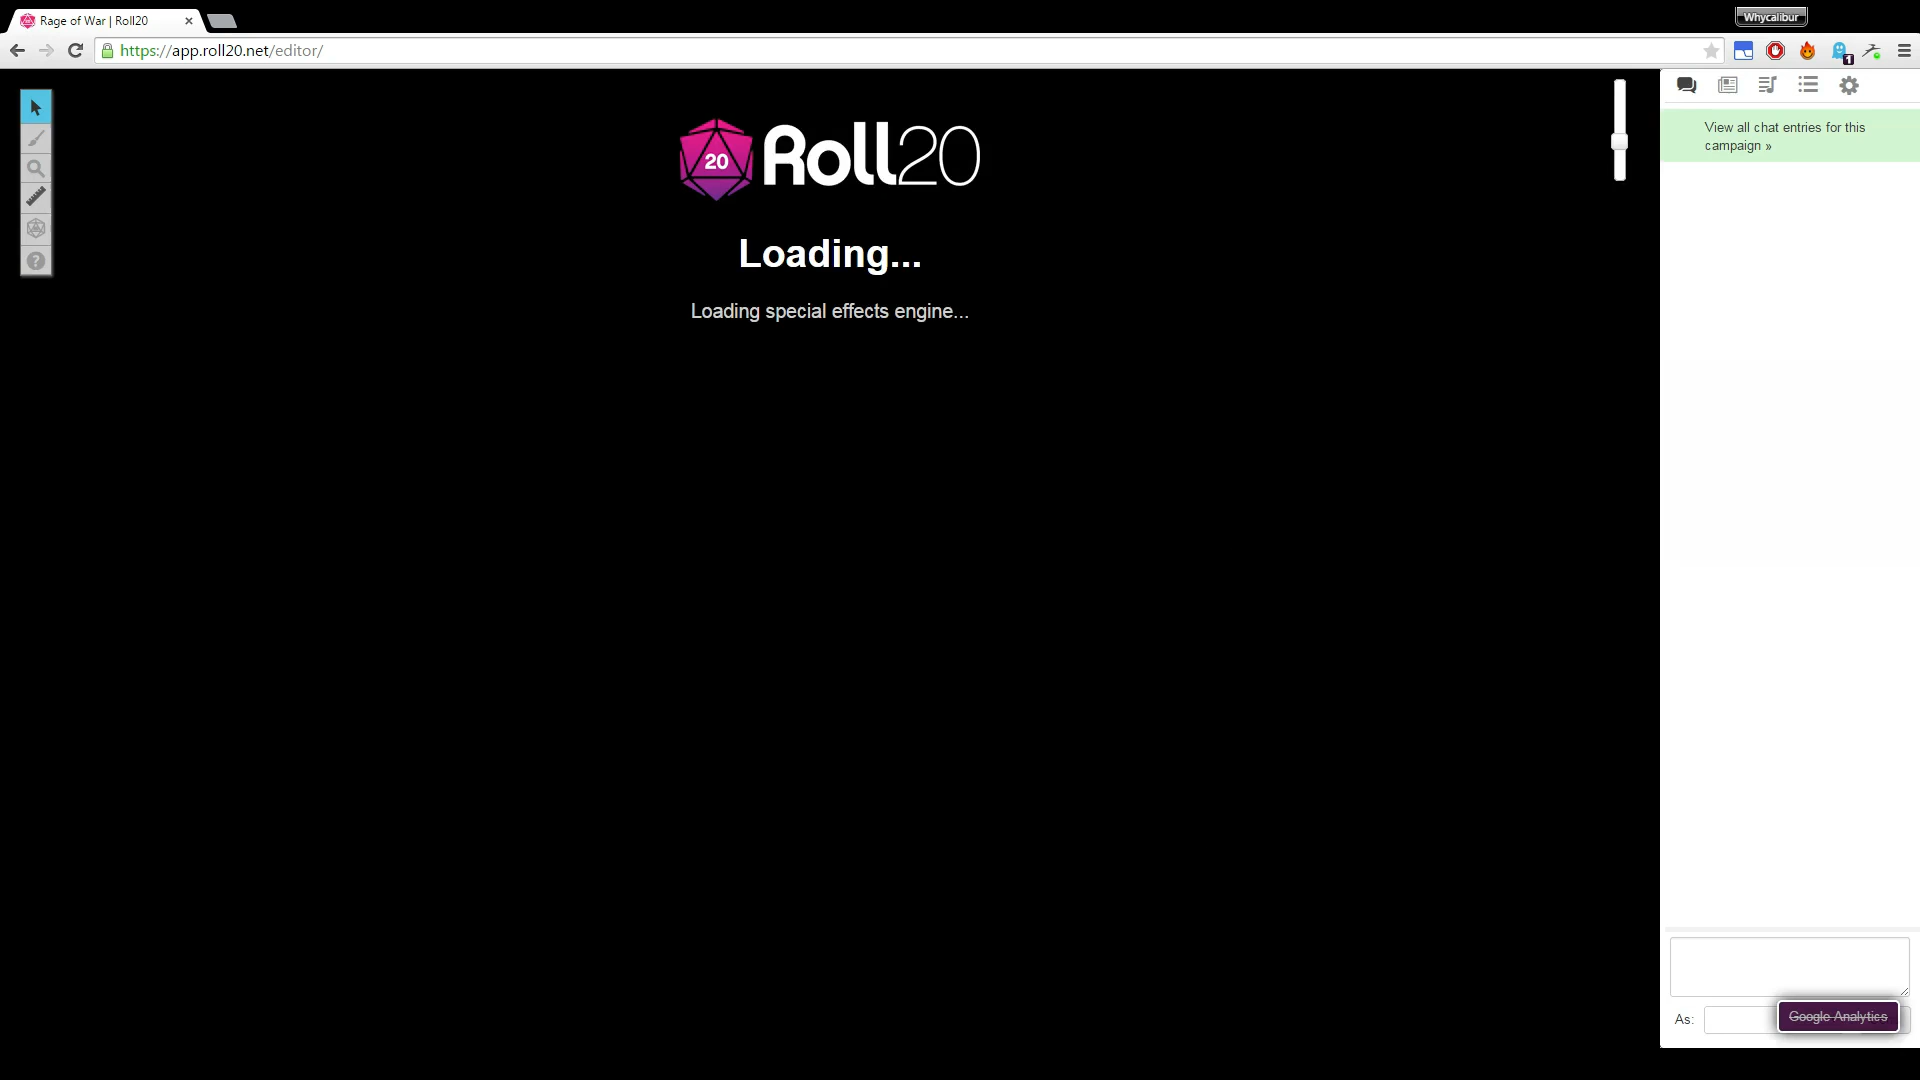 Rage of War | Roll20
Whycalibur
https://app.roll20.net/editor/
1
View all chat entries for this
campaign »
20 Roll20
Loading...
Loading special effects engine...
?
As:
Google Analytics